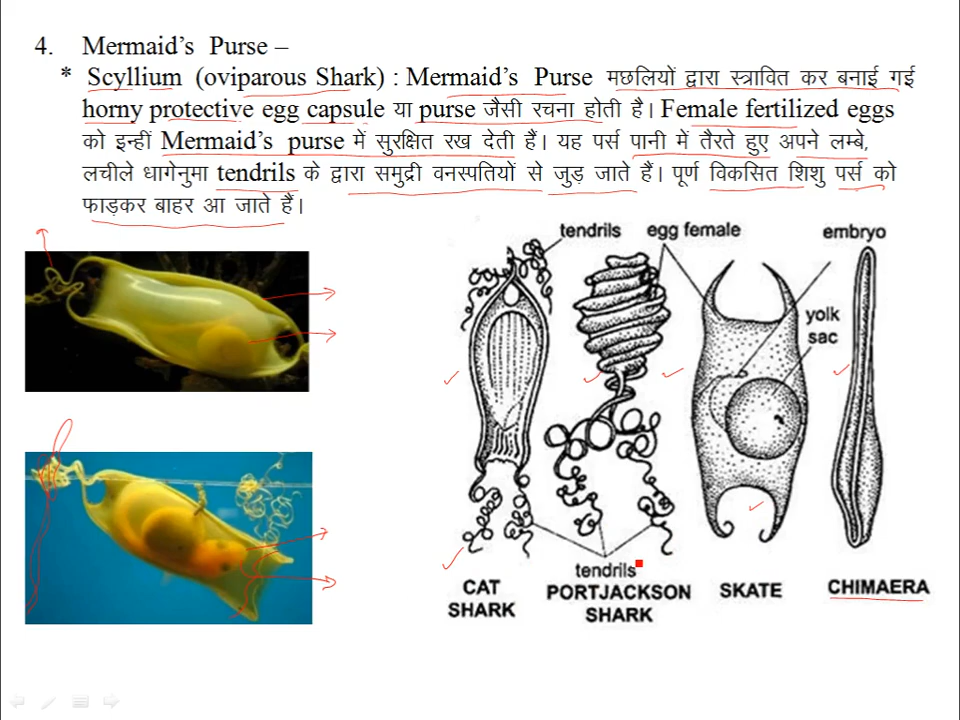 4. Mermaid’s Purse –
* Scyllium (oviparous Shark) : Mermaid’s Purse मछलियों द्वारा स्त्रावित कर बनाई गई
horny protective egg capsule या purse जैसी रचना होती है। Female fertilized eggs
को इन्हीं Mermaid’s purse में सुरक्षित रख देती हैं। यह पर्स पानी में तैरते हुए अपने लम्बे,
लचीले धागेनुमा tendrils के द्वारा समुद्री वनस्पतियों से जुड़ जाते हैं। पूर्ण विकसित शिशु पर्स को
फाड़कर बाहर आ जाते हैं।
tendrils egg female embryo
yolk
sac
tendrils
CAT
SHARK
PORTJACKSON
SHARK
SKATE
CHIMAERA